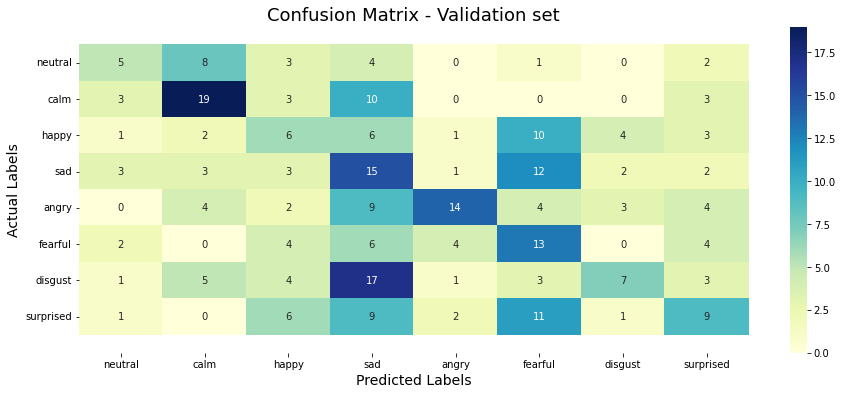 Confusion Matrix - Validation set
neutral 5 8 3 4 0 1 0 2
calm 3 19 3 10 0 0 0 3
happy 1 2 6 6 1 10 4 3
sad 3 3 3 15 1 12 2 2
angry 0 4 2 9 14 4 3 4
fearful 2 0 4 6 4 13 0 4
disgust 1 5 4 17 1 3 7 3
surprised 1 0 6 9 2 11 1 9
neutral calm happy sad angry fearful disgust surprised
Predicted Labels
Actual Labels
17.5
15.0
12.5
10.0
7.5
5.0
2.5
0.0